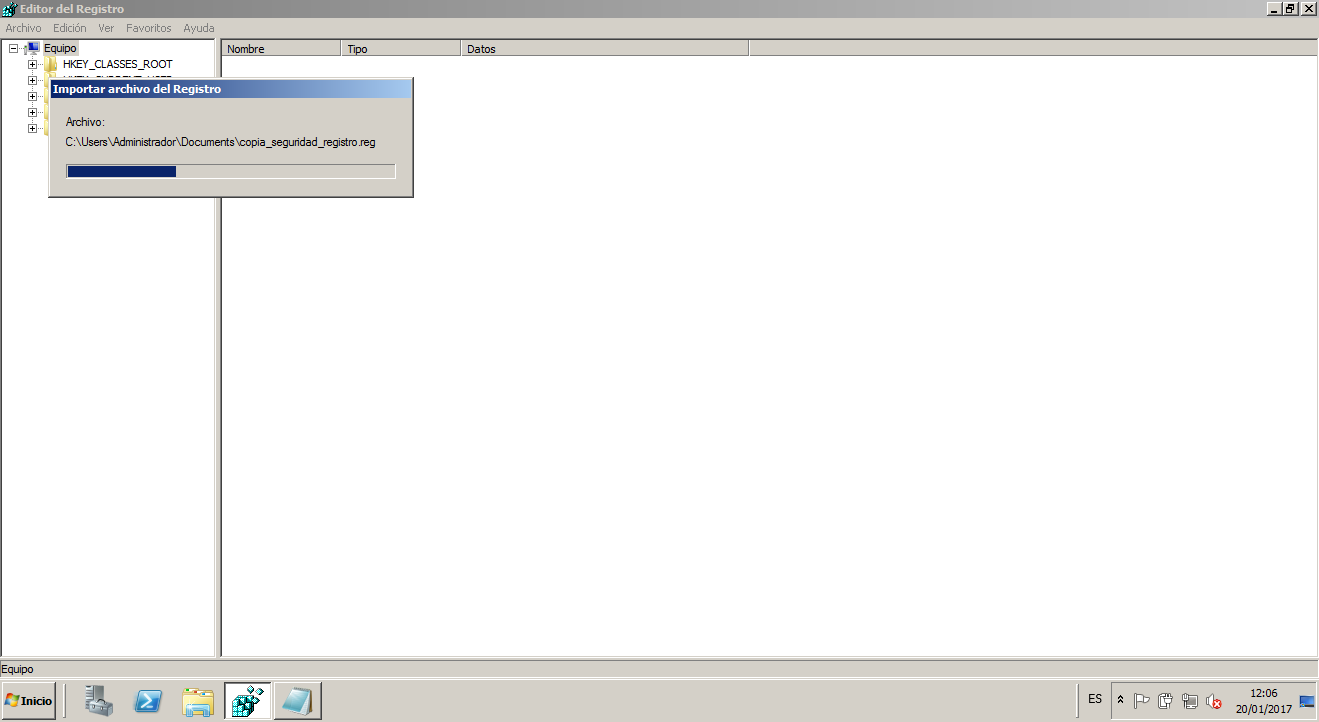 Editor del Registro
Archivo Edición Ver Favoritos Ayuda
Equipo
Nombre Tipo Datos
HKEY_CLASSES_ROOT
Importar archivo del Registro
Archivo:
C:\Users\Administrador\Documents\copia_seguridad_registro.reg
Equipo
Inicio
ES
12:06
20/01/2017